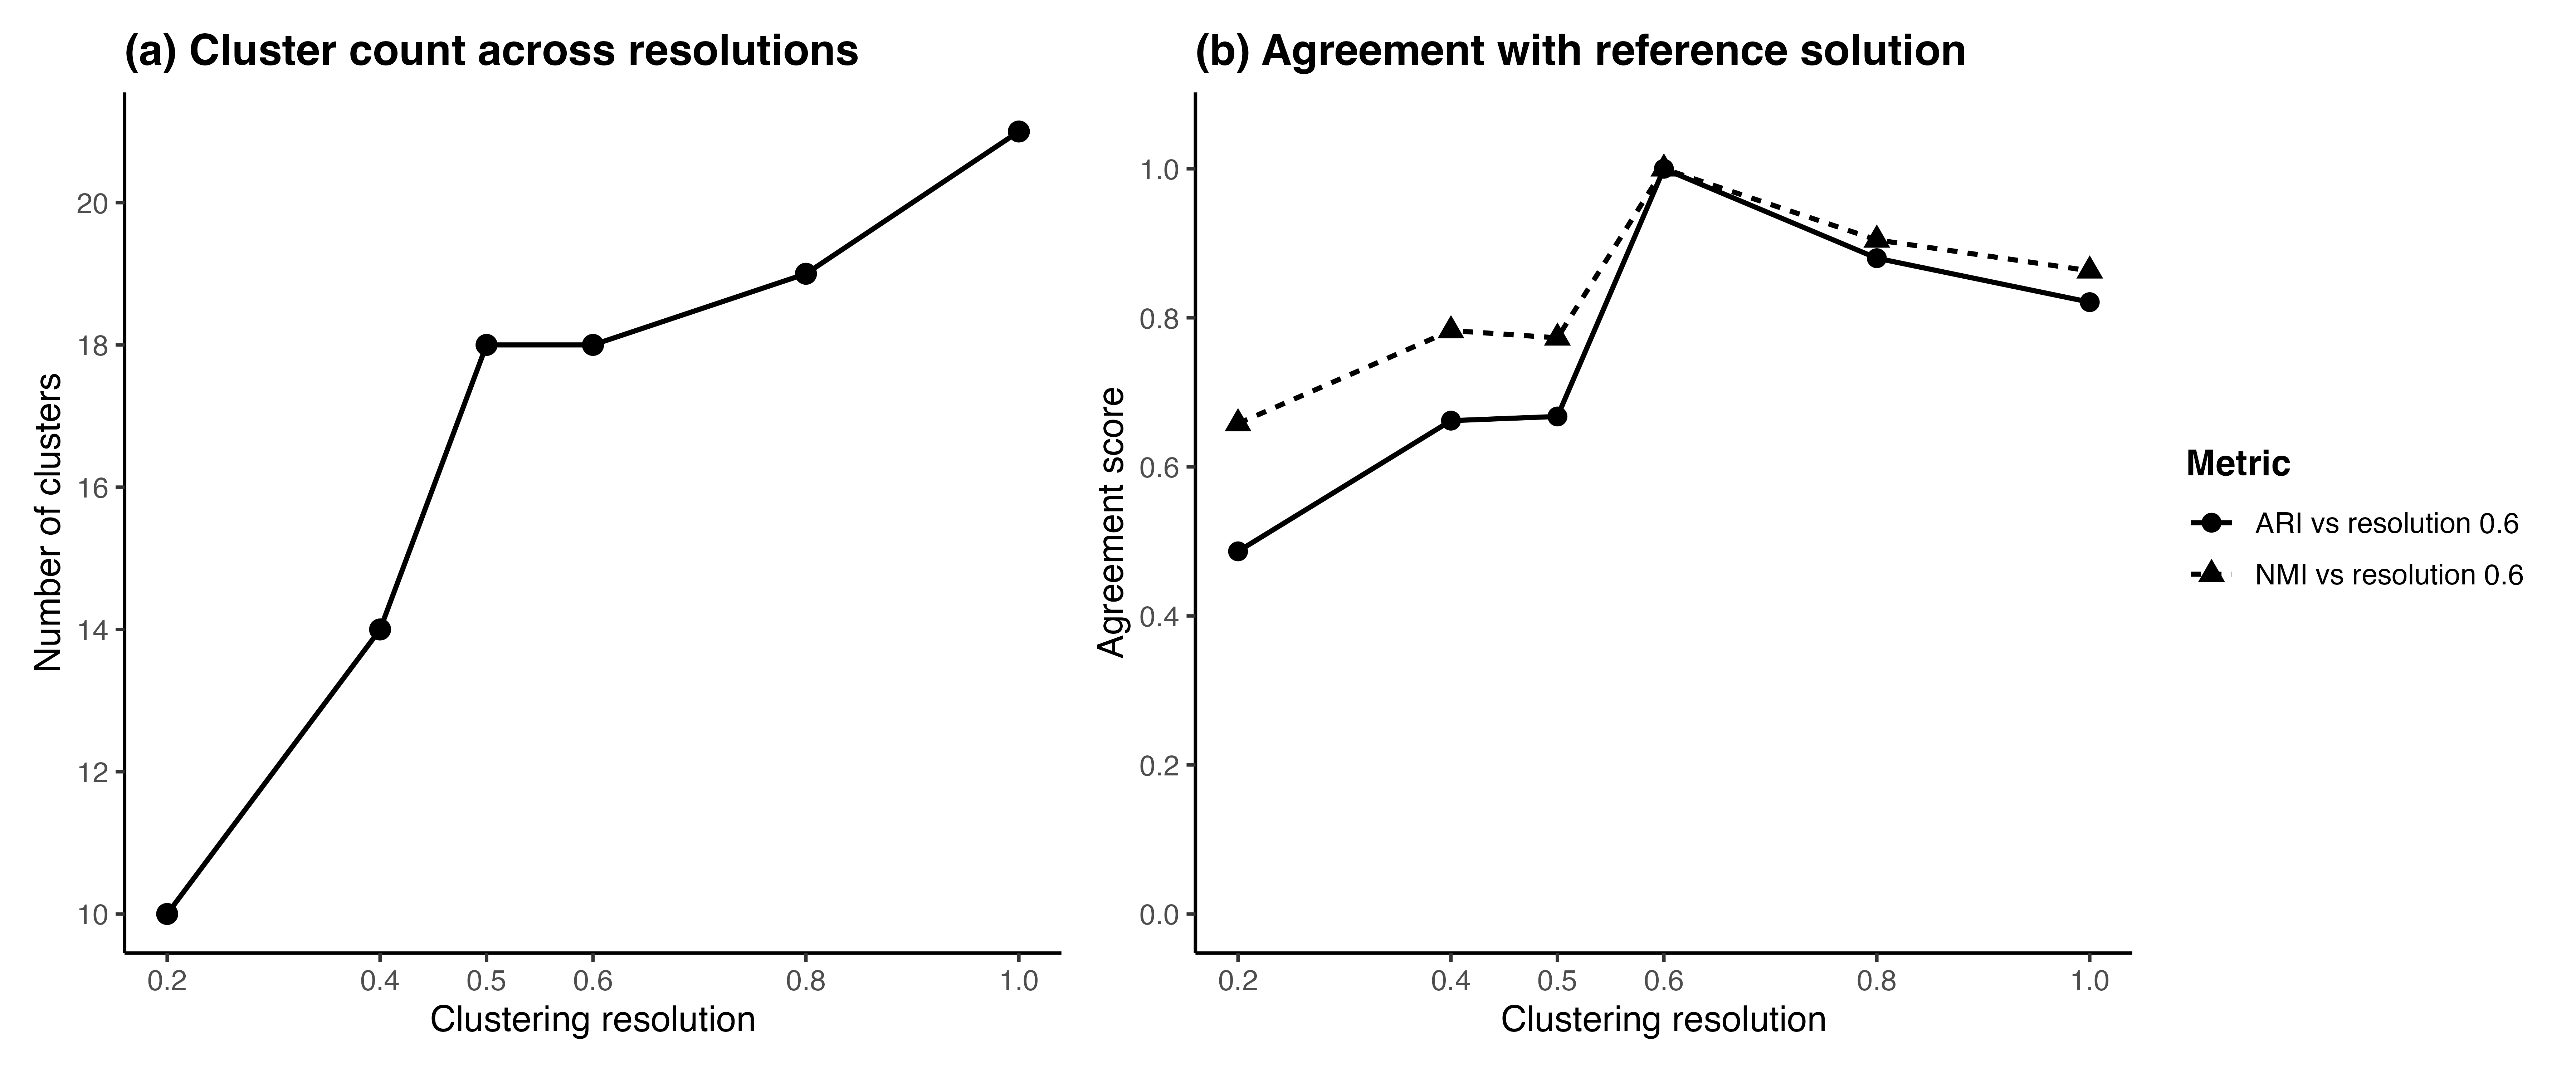 (a) Cluster count across resolutions
Number of clusters
20
18
16
14
12
10
0.2 0.4 0.5 0.6 0.8 1.0
Clustering resolution
(b) Agreement with reference solution
Agreement score
1.0
0.8
0.6
0.4
0.2
0.0
0.2 0.4 0.5 0.6 0.8 1.0
Clustering resolution
Metric
ARI vs resolution 0.6
NMI vs resolution 0.6